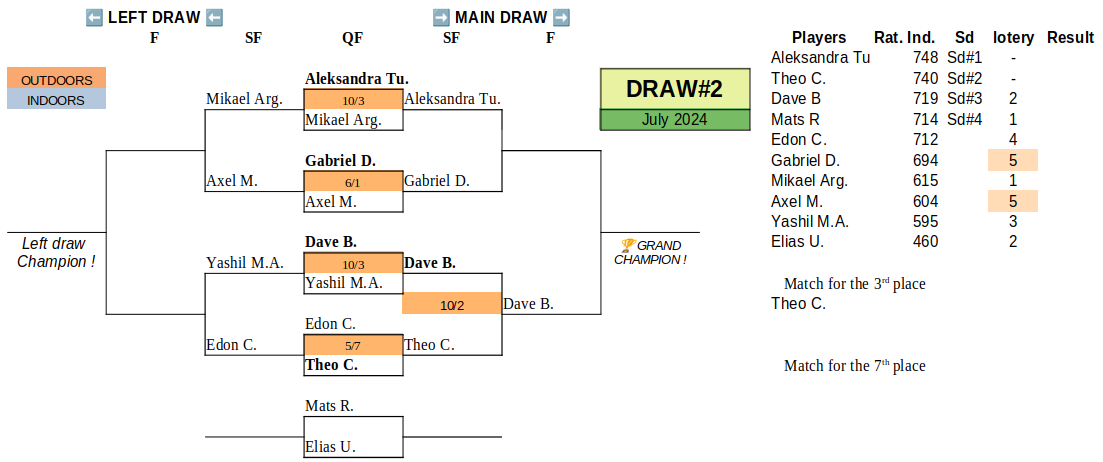 ⬅️ LEFT DRAW ⬅️ ➡️ MAIN DRAW ➡️
F SF QF SF F
Players Rat. Ind. Sd lotery Result
Aleksandra Tu 748 Sd#1 -
Theo C. 740 Sd#2 -
Dave B 719 Sd#3 2
Mats R 714 Sd#4 1
Edon C. 712 4
Gabriel D. 694 5
Mikael Arg. 615 1
Axel M. 604 5
Yashil M.A. 595 3
Elias U. 460 2
Match for the 3rd place
Theo C.
Match for the 7th place
OUTDOORS
INDOORS
DRAW#2
July 2024
Aleksandra Tu.
Mikael Arg. 10/3 Aleksandra Tu.
Mikael Arg.
Gabriel D.
Axel M. 6/1 Gabriel D.
Axel M.
Dave B.
Yashil M.A. 10/3 Dave B.
Yashil M.A.
10/2 Dave B.
Edon C.
Edon C. 5/7 Theo C.
Theo C.
Mats R.
Elias U.
Left draw
Champion !
🏆GRAND
CHAMPION !